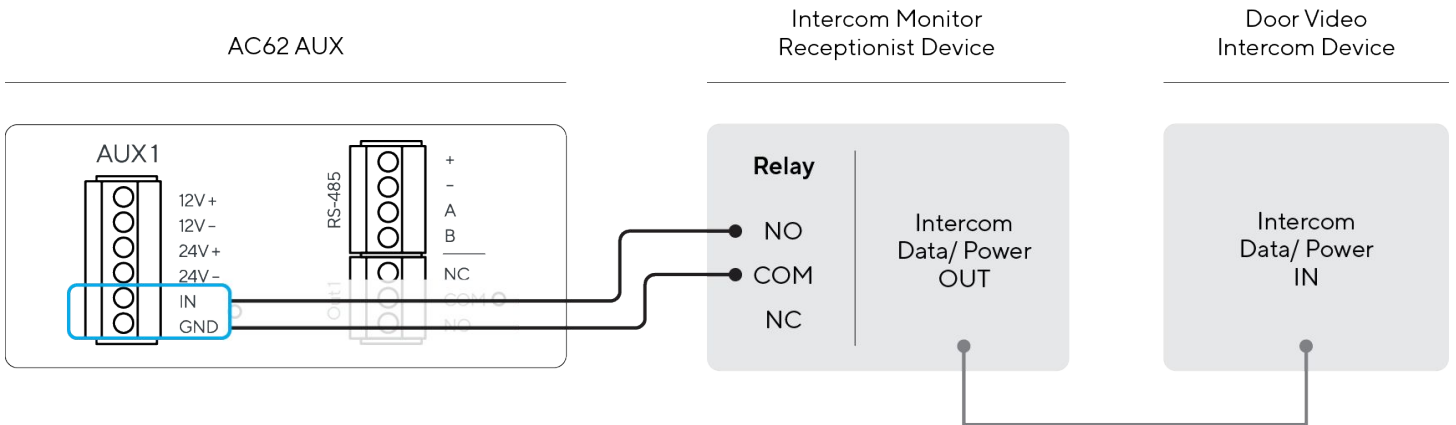 AC62 AUX
Intercom Monitor
Receptionist Device
Door Video
Intercom Device
AUX1
12V+
12V-
24V+
24V-
IN
GND
RS-485
+
-
A
B
Out1
NC
COM
NO
Relay
NO
COM
NC
Intercom
Data/ Power
OUT
Intercom
Data/ Power
IN